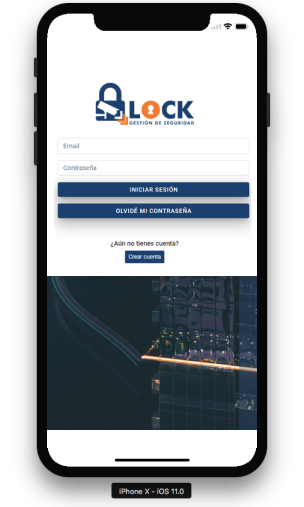 LOCK
GESTIÓN DE SEGURIDAD
Email
Contraseña
INICIAR SESIÓN
OLVIDÉ MI CONTRASEÑA
¿Aún no tienes cuenta?
Crear cuenta
iPhone X - iOS 11.0